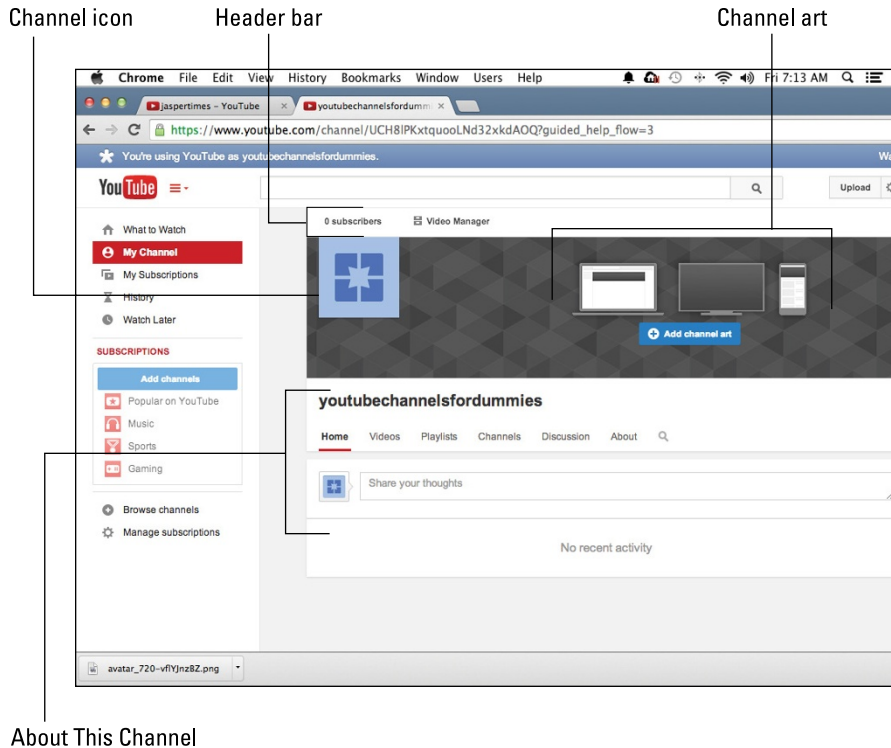 Channel icon Header bar Channel art
Chrome File Edit View History Bookmarks Window Users Help Fri 7:13 AM
jaspertimes - YouTube youtubechannelsfordumm
https://www.youtube.com/channel/UCH8lPKxtquooLNd32xkdAOQ?guided_help_flow=3
You're using YouTube as youtubechannelsfordummies. Wa
YouTube Upload
0 subscribers Video Manager
What to Watch
My Channel
My Subscriptions
History
Watch Later
Add channel art
SUBSCRIPTIONS
Add channels
Popular on YouTube
Music
Sports
Gaming
Browse channels
Manage subscriptions
youtubechannelsfordummies
Home Videos Playlists Channels Discussion About
Share your thoughts
No recent activity
avatar_720-vflYJnzBZ.png
About This Channel